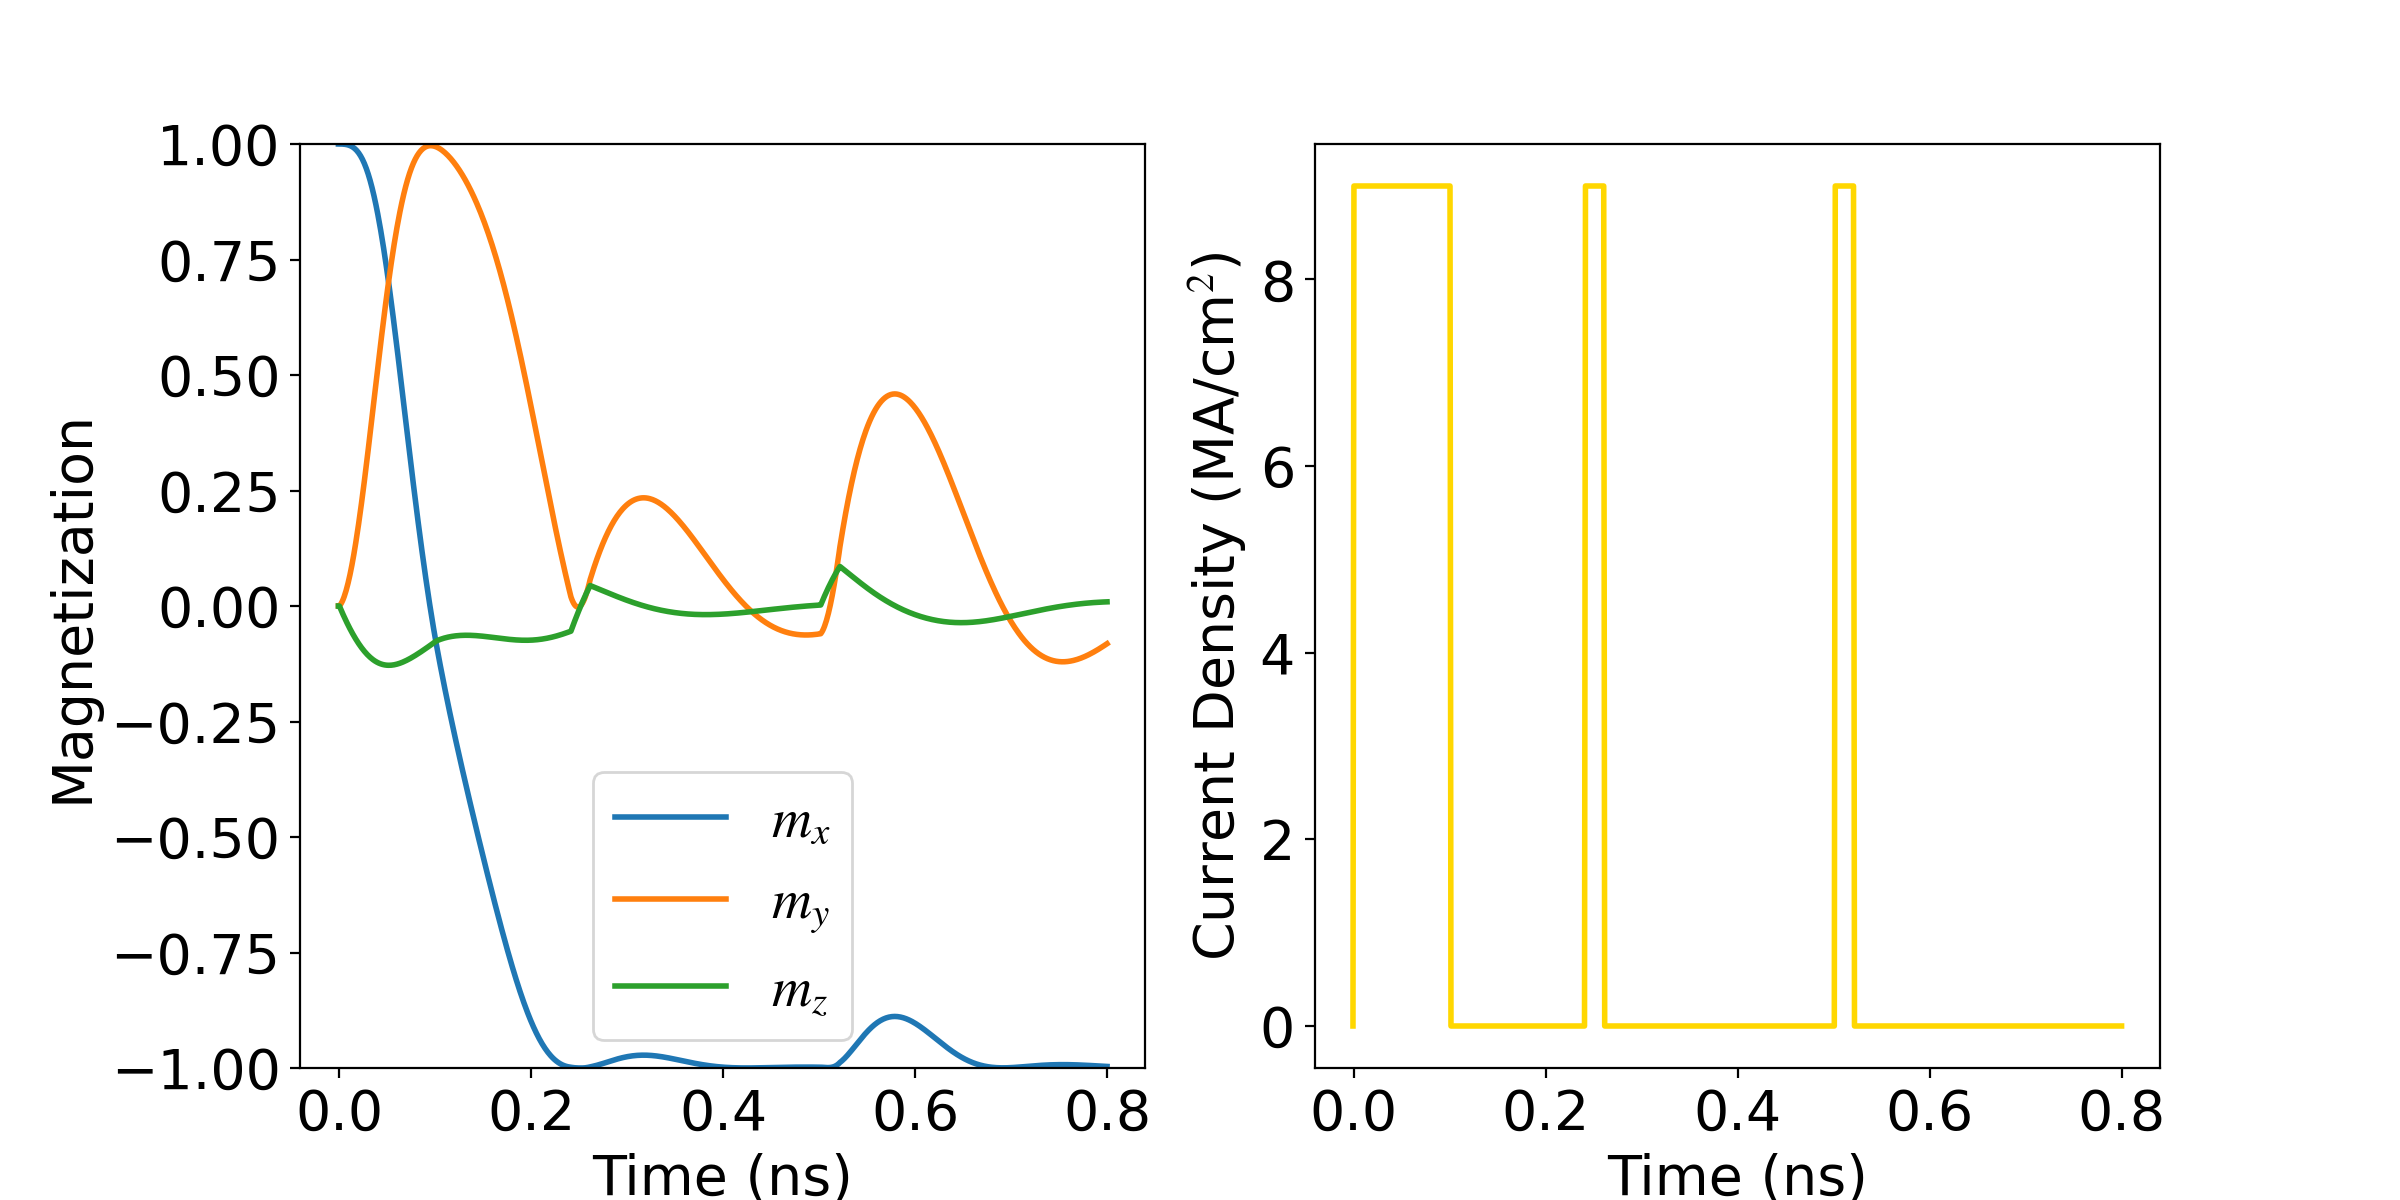 1.00
0.75
0.50
0.25
0.00
−0.25
−0.50
−0.75
−1.00
Magnetization
0.0 0.2 0.4 0.6 0.8
Time (ns)
m_x
m_y
m_z
8
6
4
2
0
Current Density (MA/cm²)
0.0 0.2 0.4 0.6 0.8
Time (ns)